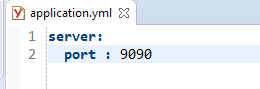 application.yml
1 server:
2   port : 9090